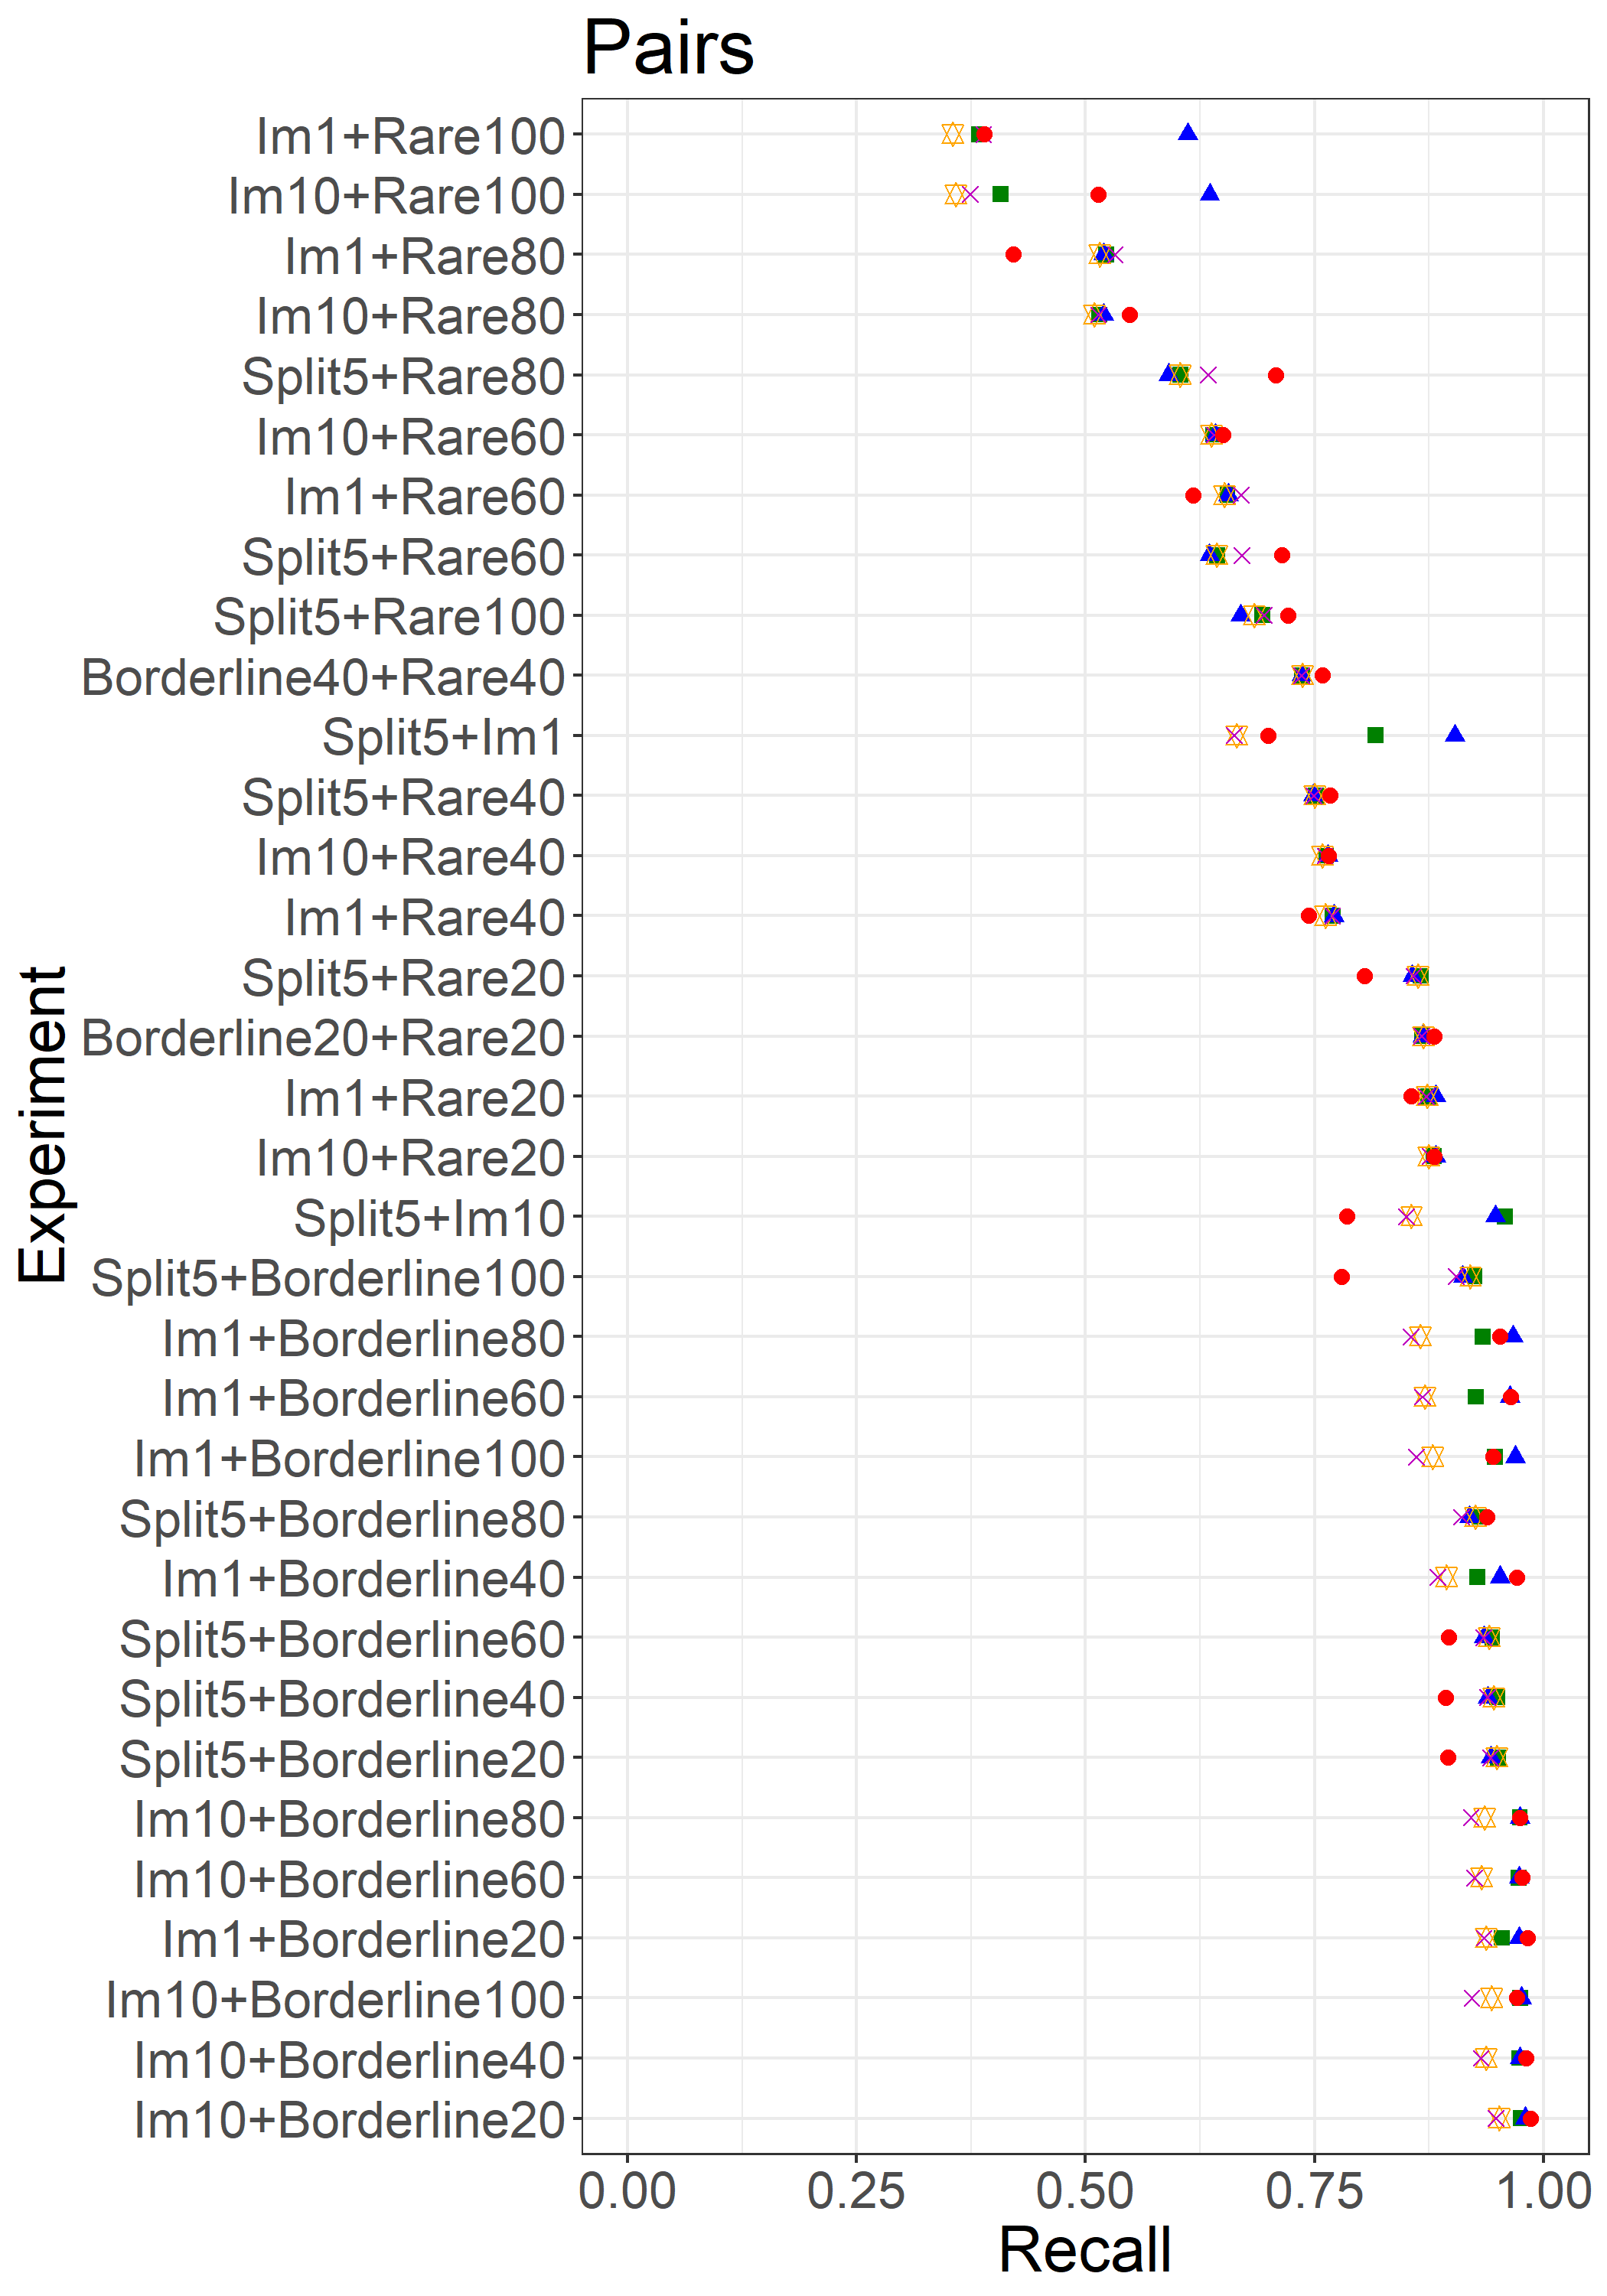 Pairs
Experiment
Im1+Rare100
Im10+Rare100
Im1+Rare80
Im10+Rare80
Split5+Rare80
Im10+Rare60
Im1+Rare60
Split5+Rare60
Split5+Rare100
Borderline40+Rare40
Split5+Im1
Split5+Rare40
Im10+Rare40
Im1+Rare40
Split5+Rare20
Borderline20+Rare20
Im1+Rare20
Im10+Rare20
Split5+Im10
Split5+Borderline100
Im1+Borderline80
Im1+Borderline60
Im1+Borderline100
Split5+Borderline80
Im1+Borderline40
Split5+Borderline60
Split5+Borderline40
Split5+Borderline20
Im10+Borderline80
Im10+Borderline60
Im1+Borderline20
Im10+Borderline100
Im10+Borderline40
Im10+Borderline20
0.00 0.25 0.50 0.75 1.00
Recall